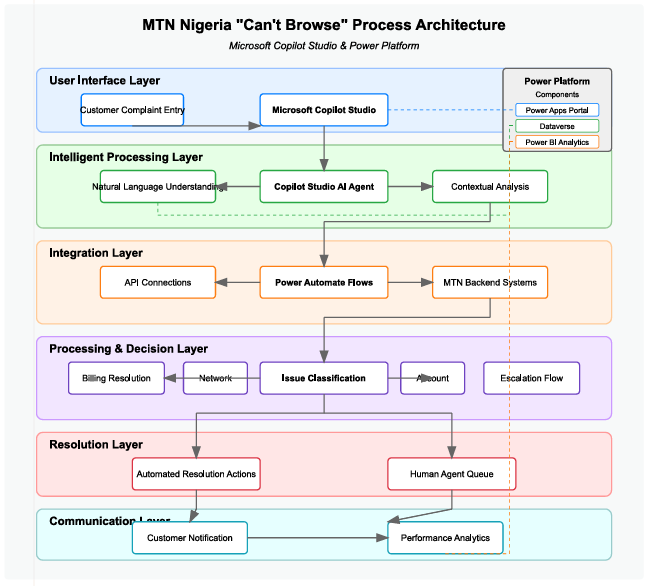 MTN Nigeria "Can't Browse" Process Architecture
Microsoft Copilot Studio & Power Platform
User Interface Layer
Customer Complaint Entry
Microsoft Copilot Studio
Power Platform
Components
Power Apps Portal
Dataverse
Power BI Analytics
Intelligent Processing Layer
Natural Language Understanding
Copilot Studio AI Agent
Contextual Analysis
Integration Layer
API Connections
Power Automate Flows
MTN Backend Systems
Processing & Decision Layer
Billing Resolution
Network
Issue Classification
Account
Escalation Flow
Resolution Layer
Automated Resolution Actions
Human Agent Queue
Communication Layer
Customer Notification
Performance Analytics